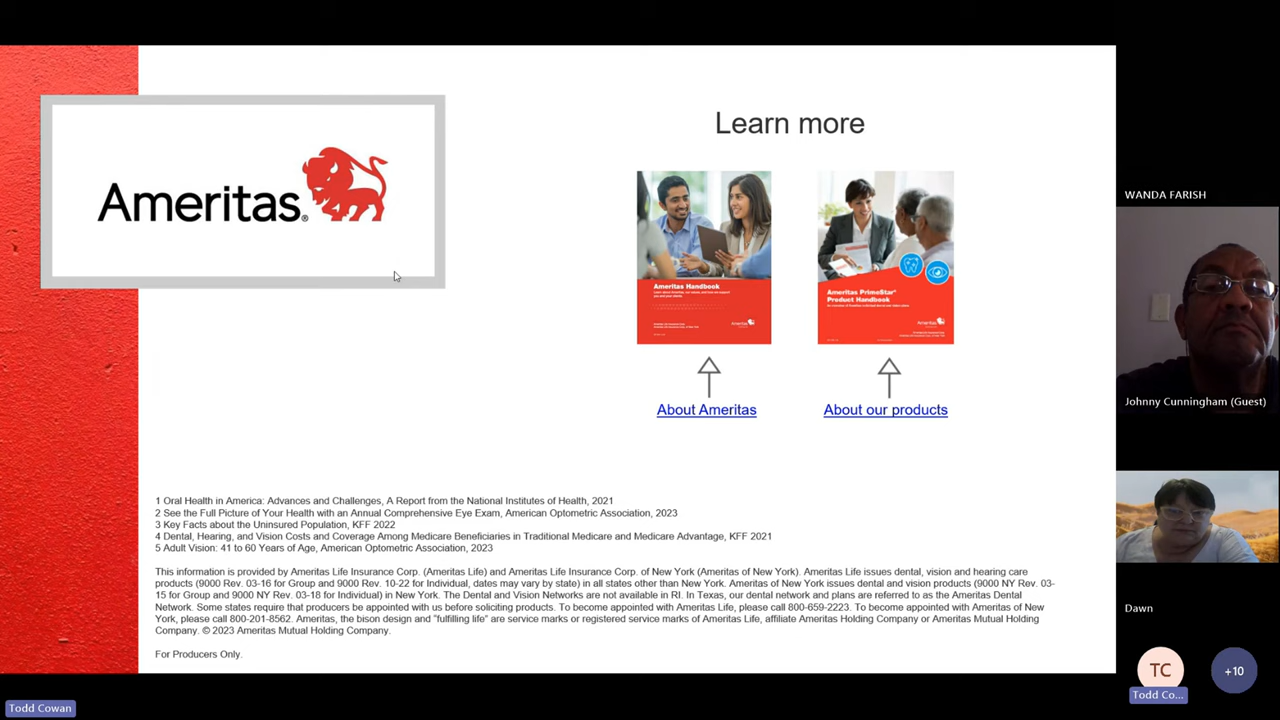 Ameritas
Learn more
Ameritas Handbook
Ameritas PrimeStar®
Product Handbook
Ameritas
Ameritas
About Ameritas
About our products
1 Oral Health in America: Advances and Challenges, A Report from the National Institutes of Health, 2021
2 See the Full Picture of Your Health with an Annual Comprehensive Eye Exam, American Optometric Association, 2023
3 Key Facts about the Uninsured Population, KFF 2022
4 Dental, Hearing, and Vision Costs and Coverage Among Medicare Beneficiaries in Traditional Medicare and Medicare Advantage, KFF 2021
5 Adult Vision: 41 to 60 Years of Age, American Optometric Association, 2023
This information is provided by Ameritas Life Insurance Corp. (Ameritas Life) and Ameritas Life Insurance Corp. of New York (Ameritas of New York). Ameritas Life issues dental, vision and hearing care
products (9000 Rev. 03-16 for Group and 9000 Rev. 10-22 for Individual, dates may vary by state) in all states other than New York. Ameritas of New York issues dental and vision products (9000 NY Rev. 03-
15 for Group and 9000 NY Rev. 03-18 for Individual) in New York. The Dental and Vision Networks are not available in RI. In Texas, our dental network and plans are referred to as the Ameritas Dental
Network. Some states require that producers be appointed with us before soliciting products. To become appointed with Ameritas Life, please call 800-659-2223. To become appointed with Ameritas of New
York, please call 800-201-8562. Ameritas, the bison design and "fulfilling life" are service marks or registered service marks of Ameritas Life, affiliate Ameritas Holding Company or Ameritas Mutual Holding
Company. © 2023 Ameritas Mutual Holding Company.
For Producers Only.
Todd Cowan
WANDA FARISH
Johnny Cunningham (Guest)
Dawn
TC
Todd Co...
+10